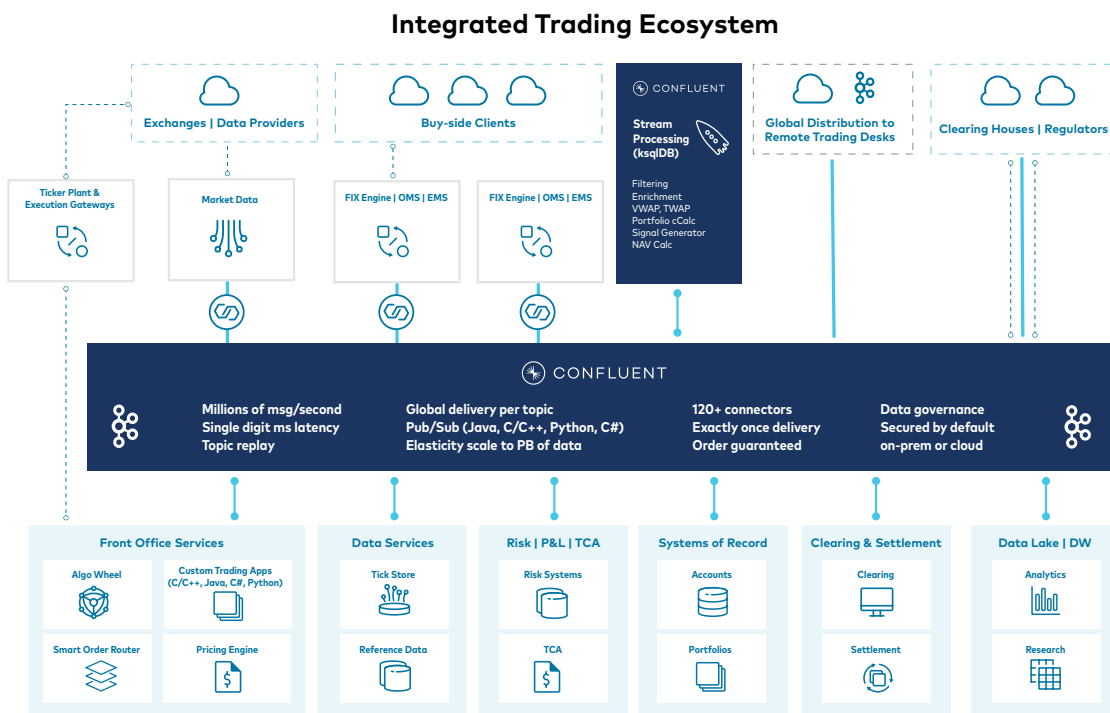 Integrated Trading Ecosystem
Exchanges | Data Providers
Buy-side Clients
CONFLUENT
Stream
Processing
(ksqlDB)
Filtering
Enrichment
VWAP, TWAP
Portfolio cCalc
Signal Generator
NAV Calc
Global Distribution to
Remote Trading Desks
Clearing Houses | Regulators
Ticker Plant &
Execution Gateways
Market Data
FIX Engine | OMS | EMS
FIX Engine | OMS | EMS
CONFLUENT
Millions of msg/second
Single digit ms latency
Topic replay
Global delivery per topic
Pub/Sub (Java, C/C++, Python, C#)
Elasticity scale to PB of data
120+ connectors
Exactly once delivery
Order guaranteed
Data governance
Secured by default
on-prem or cloud
Front Office Services
Algo Wheel
Custom Trading Apps
(C/C++, Java, C#, Python)
Smart Order Router
Pricing Engine
$
Data Services
Tick Store
Reference Data
Risk | P&L | TCA
Risk Systems
TCA
$
Systems of Record
Accounts
Portfolios
Clearing & Settlement
Clearing
Settlement
Data Lake | DW
Analytics
Research